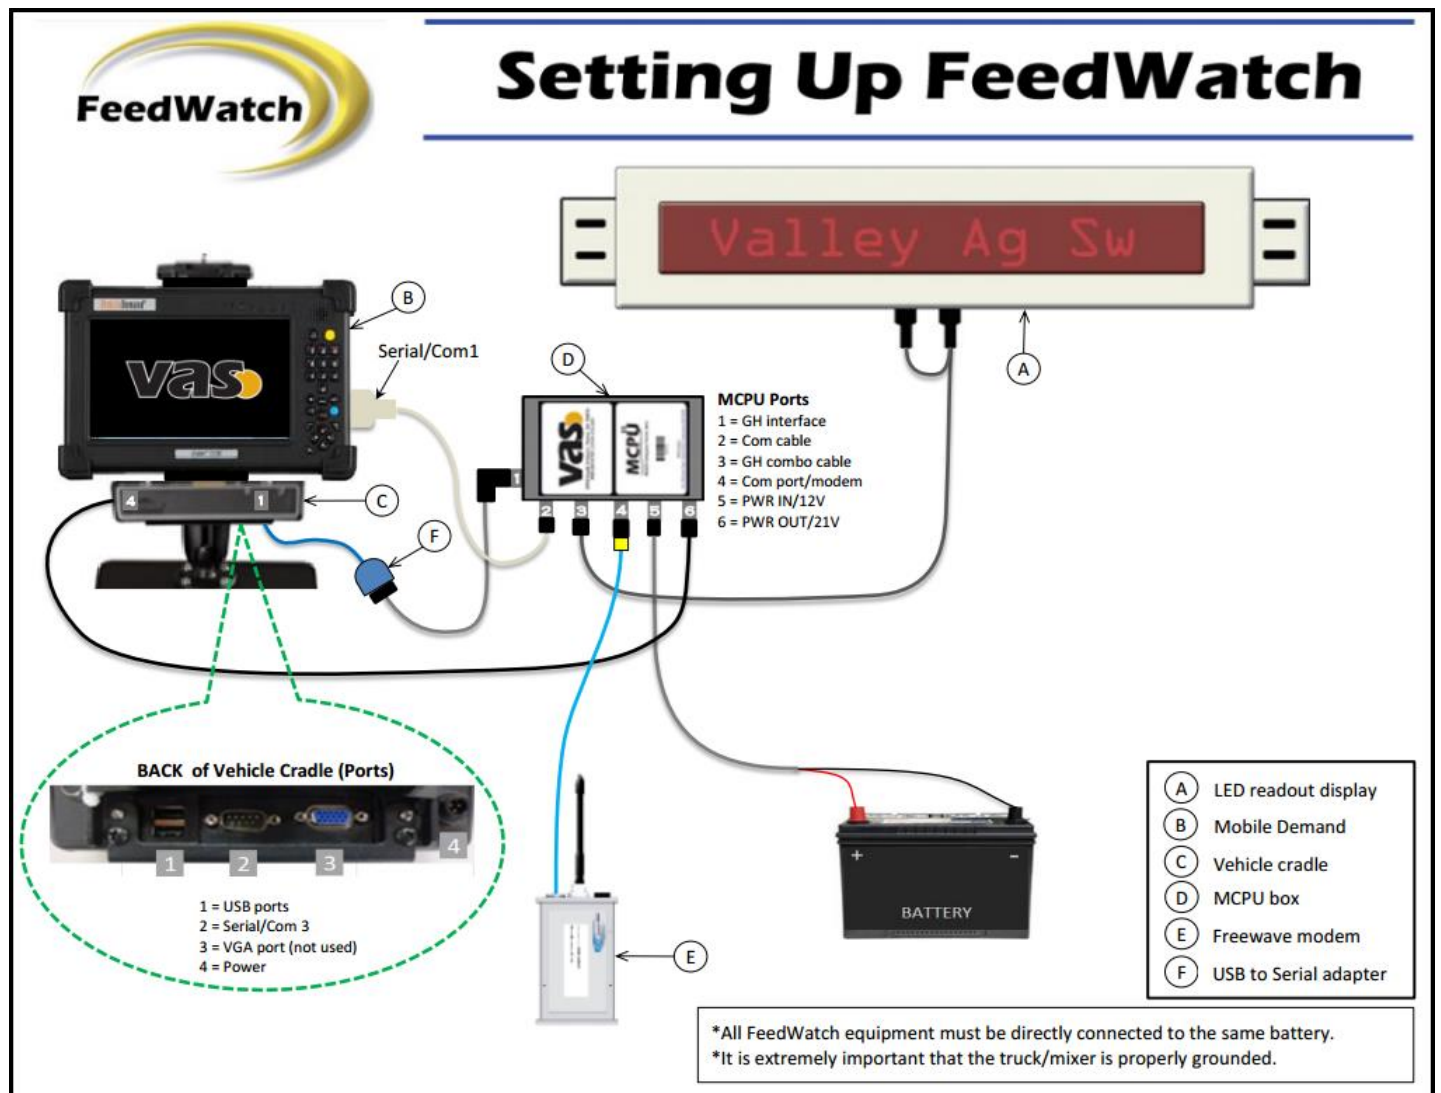 FeedWatch
Setting Up FeedWatch
Valley Ag Sw
B
vas
Serial/Com1
D
A
vas
MCPU
1
2 3 4 5 6
MCPU Ports
1 = GH interface
2 = Com cable
3 = GH combo cable
4 = Com port/modem
5 = PWR IN/12V
6 = PWR OUT/21V
4 1
C
F
BACK of Vehicle Cradle (Ports)
1 2 3 4
1 = USB ports
2 = Serial/Com 3
3 = VGA port (not used)
4 = Power
E
+ -
BATTERY
A LED readout display
B Mobile Demand
C Vehicle cradle
D MCPU box
E Freewave modem
F USB to Serial adapter
*All FeedWatch equipment must be directly connected to the same battery.
*It is extremely important that the truck/mixer is properly grounded.